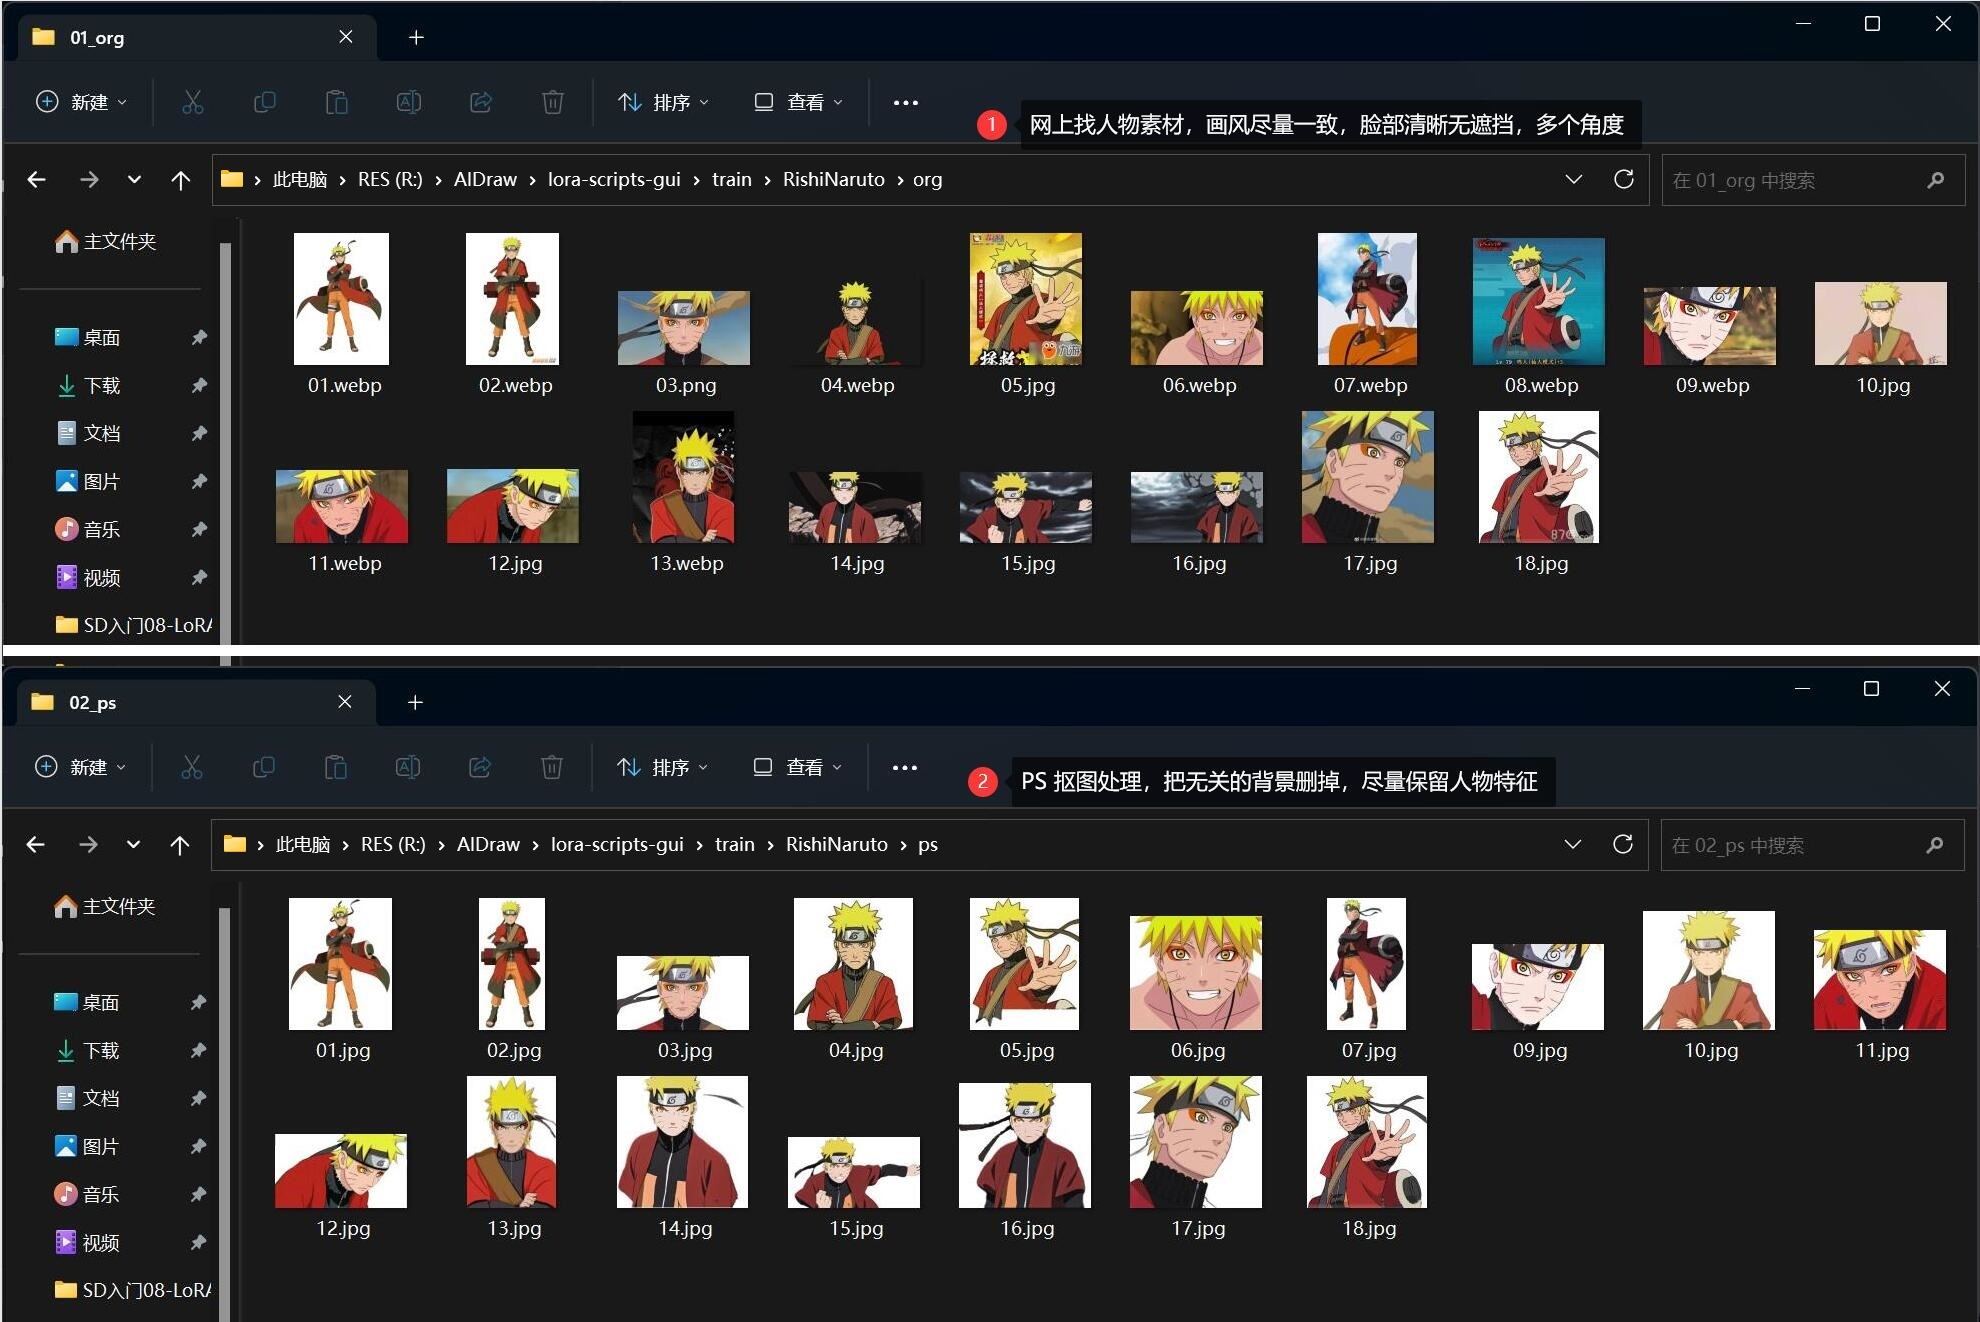 01_org
新建
排序
查看
1 网上找人物素材，画风尽量一致，脸部清晰无遮挡，多个角度
此电脑 › RES (R:) › AIDraw › lora-scripts-gui › train › RishiNaruto › org
在 01_org 中搜索
主文件夹
桌面
下载
文档
图片
音乐
视频
SD入门08-LoRA
01.webp 02.webp 03.png 04.webp 05.jpg 06.webp 07.webp 08.webp 09.webp 10.jpg
11.webp 12.jpg 13.webp 14.jpg 15.jpg 16.jpg 17.jpg 18.jpg
02_ps
新建
排序
查看
2 PS 抠图处理，把无关的背景删掉，尽量保留人物特征
此电脑 › RES (R:) › AIDraw › lora-scripts-gui › train › RishiNaruto › ps
在 02_ps 中搜索
主文件夹
桌面
下载
文档
图片
音乐
视频
SD入门08-LoRA
01.jpg 02.jpg 03.jpg 04.jpg 05.jpg 06.jpg 07.jpg 09.jpg 10.jpg 11.jpg
12.jpg 13.jpg 14.jpg 15.jpg 16.jpg 17.jpg 18.jpg